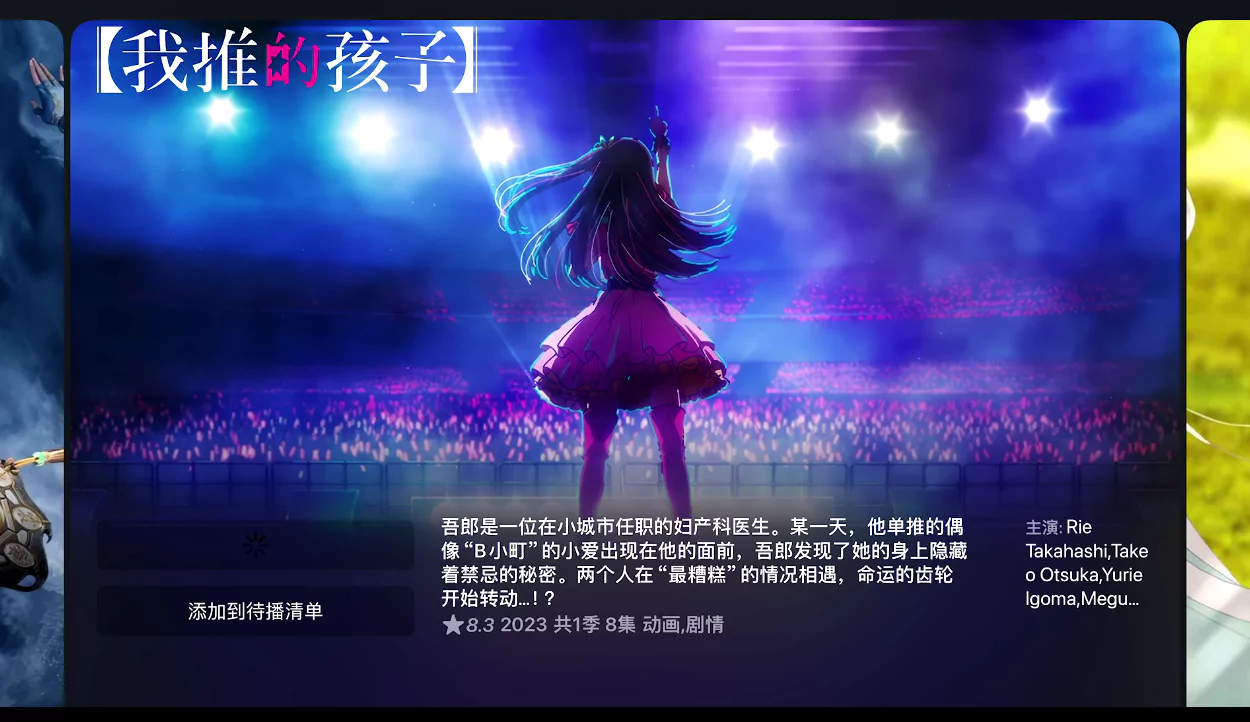 【我推的孩子】
吾郎是一位在小城市任职的妇产科医生。某一天，他单推的偶
像“B小町”的小爱出现在他的面前，吾郎发现了她的身上隐藏
着禁忌的秘密。两个人在“最糟糕”的情况相遇，命运的齿轮
开始转动...！？
★8.3 2023 共1季 8集 动画,剧情
添加到待播清单
主演: Rie
Takahashi,Take
o Otsuka,Yurie
Igoma,Megu...